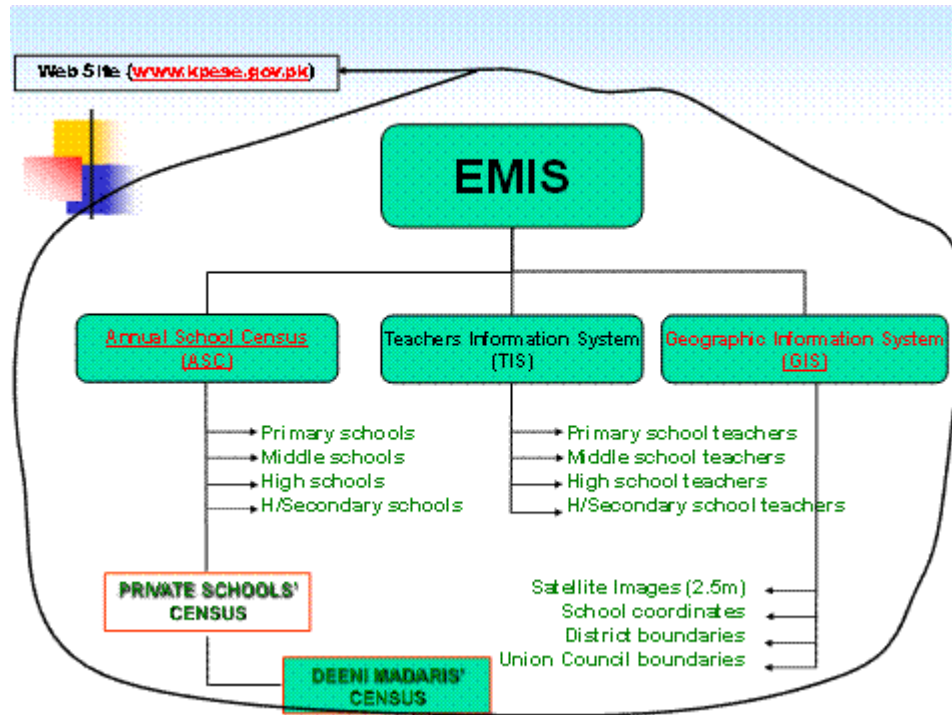 Web Site (www.kpese.gov.pk)
EMIS
Annual School Census
(ASC)
Teachers Information System
(TIS)
Geographic Information System
(GIS)
Primary schools
Middle schools
High schools
H/Secondary schools
Primary school teachers
Middle school teachers
High school teachers
H/Secondary school teachers
PRIVATE SCHOOLS'
CENSUS
DEENI MADARIS'
CENSUS
Satellite Images (2.5m)
School coordinates
District boundaries
Union Council boundaries